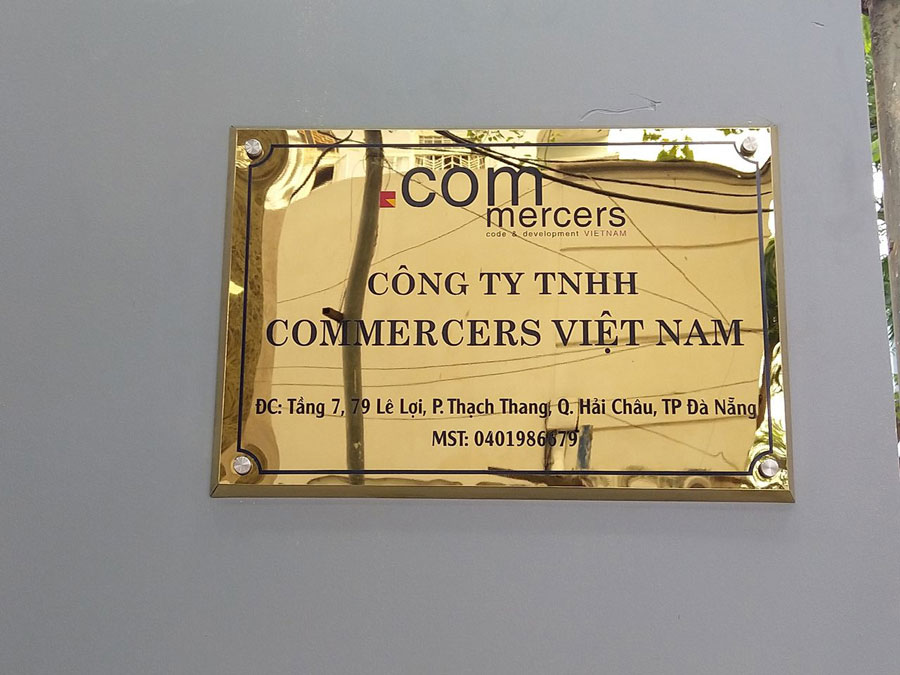 .com
mercers
code & development VIETNAM
CÔNG TY TNHH
COMMERCERS VIỆT NAM
ĐC: Tầng 7, 79 Lê Lợi, P. Thạch Thang, Q. Hải Châu, TP Đà Nẵng
MST: 0401986679